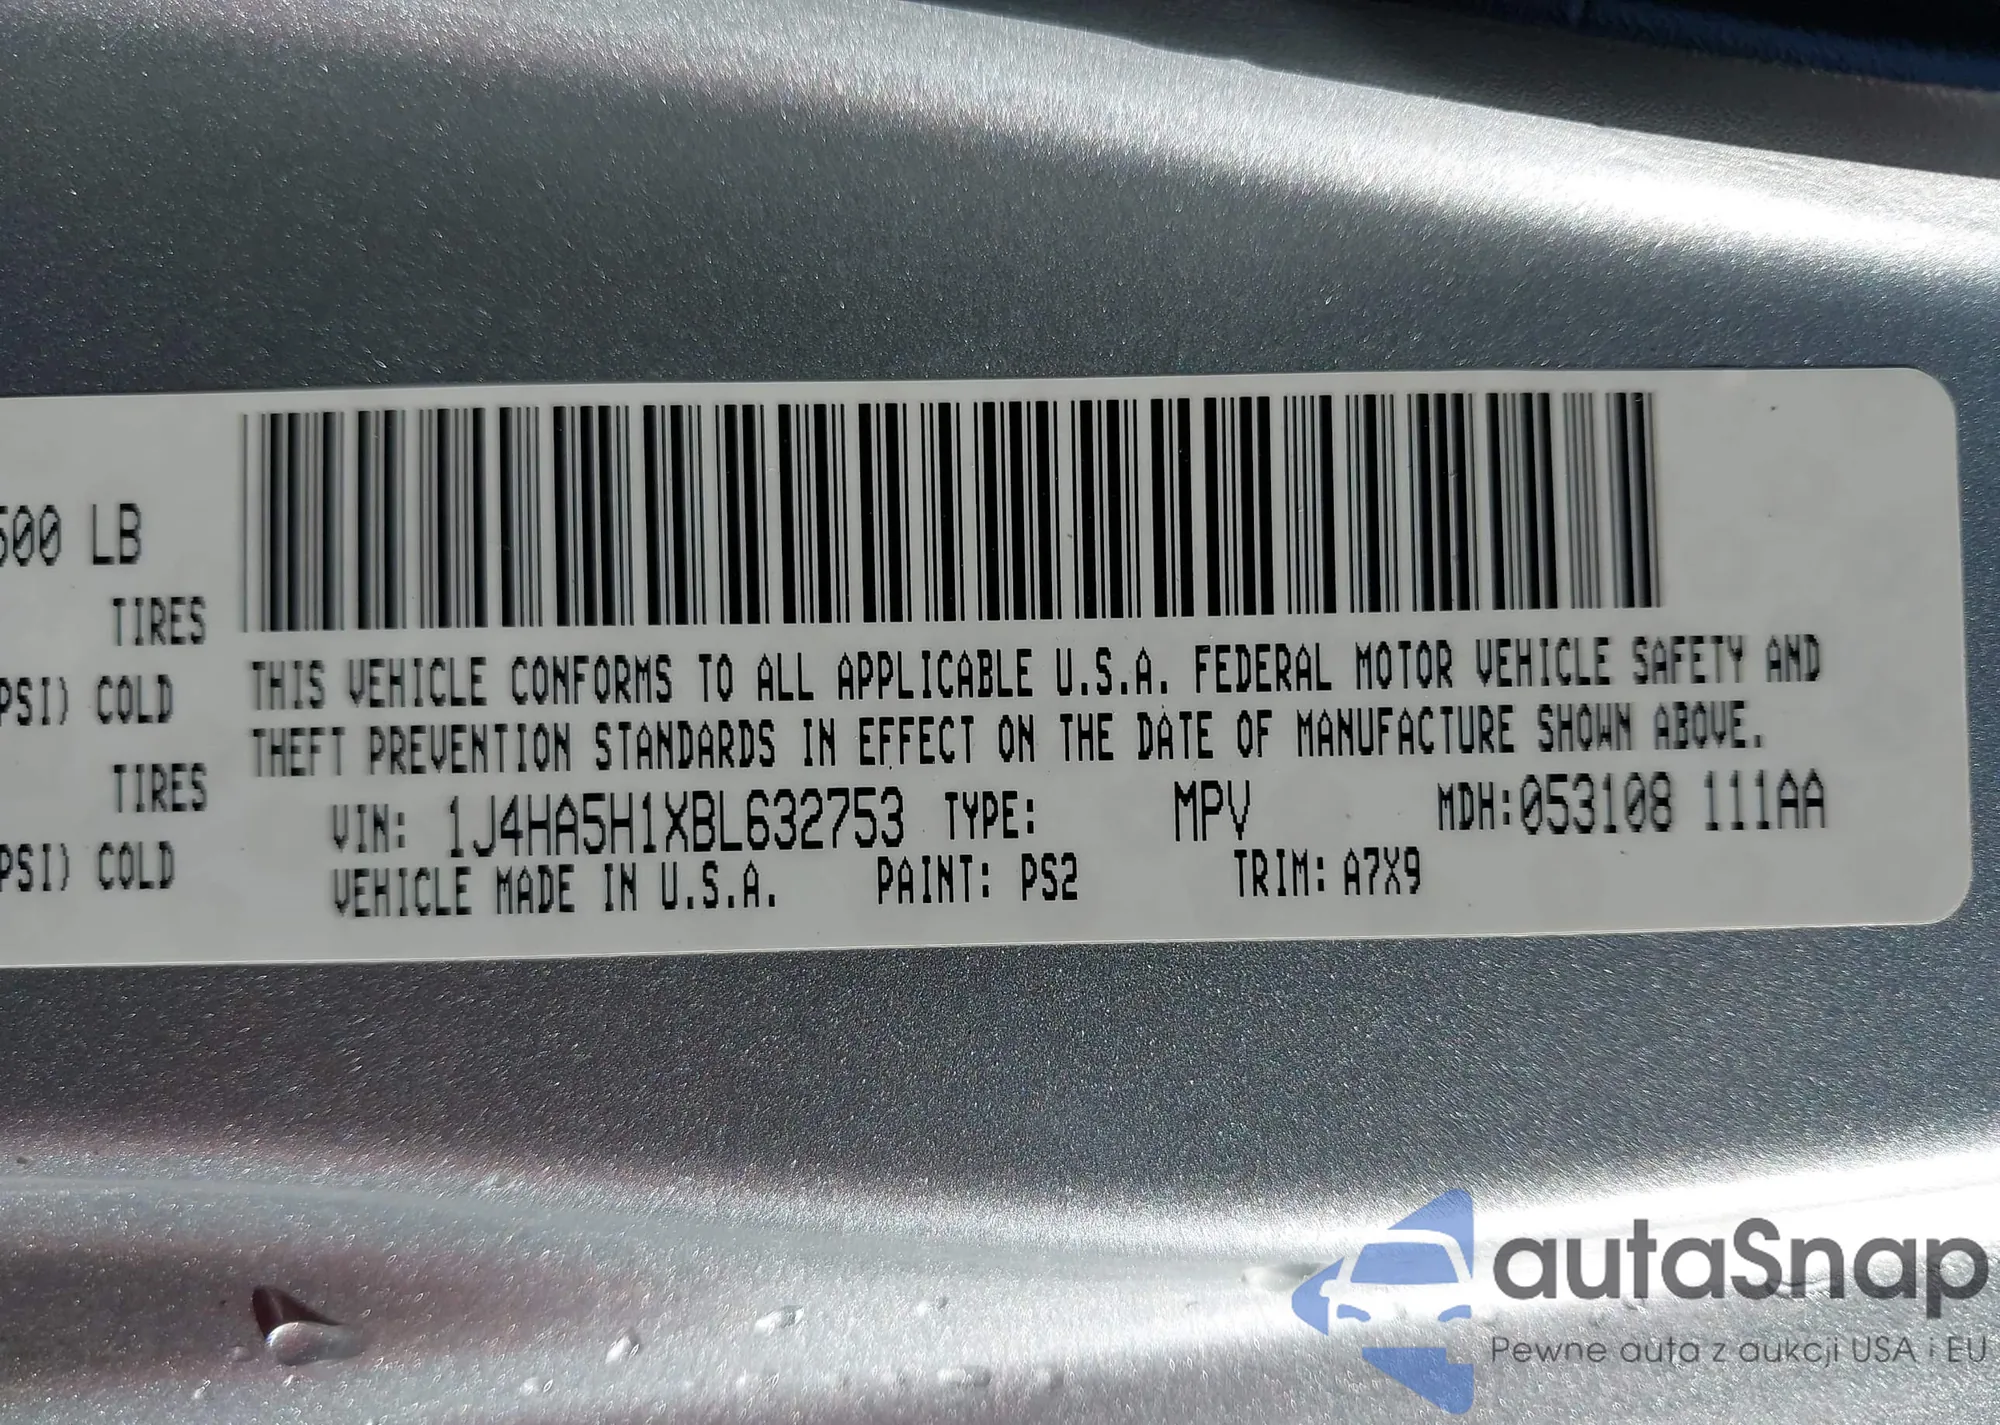 500 LB
TIRES
PSI) COLD
TIRES
PSI) COLD
THIS VEHICLE CONFORMS TO ALL APPLICABLE U.S.A. FEDERAL MOTOR VEHICLE SAFETY AND
THEFT PREVENTION STANDARDS IN EFFECT ON THE DATE OF MANUFACTURE SHOWN ABOVE.
VIN: 1J4HA5H1XBL632753 TYPE: MPV MDH:053108 111AA
VEHICLE MADE IN U.S.A. PAINT: PS2 TRIM: A7X9
autaSnap
Pewne auta z aukcji USA i EU